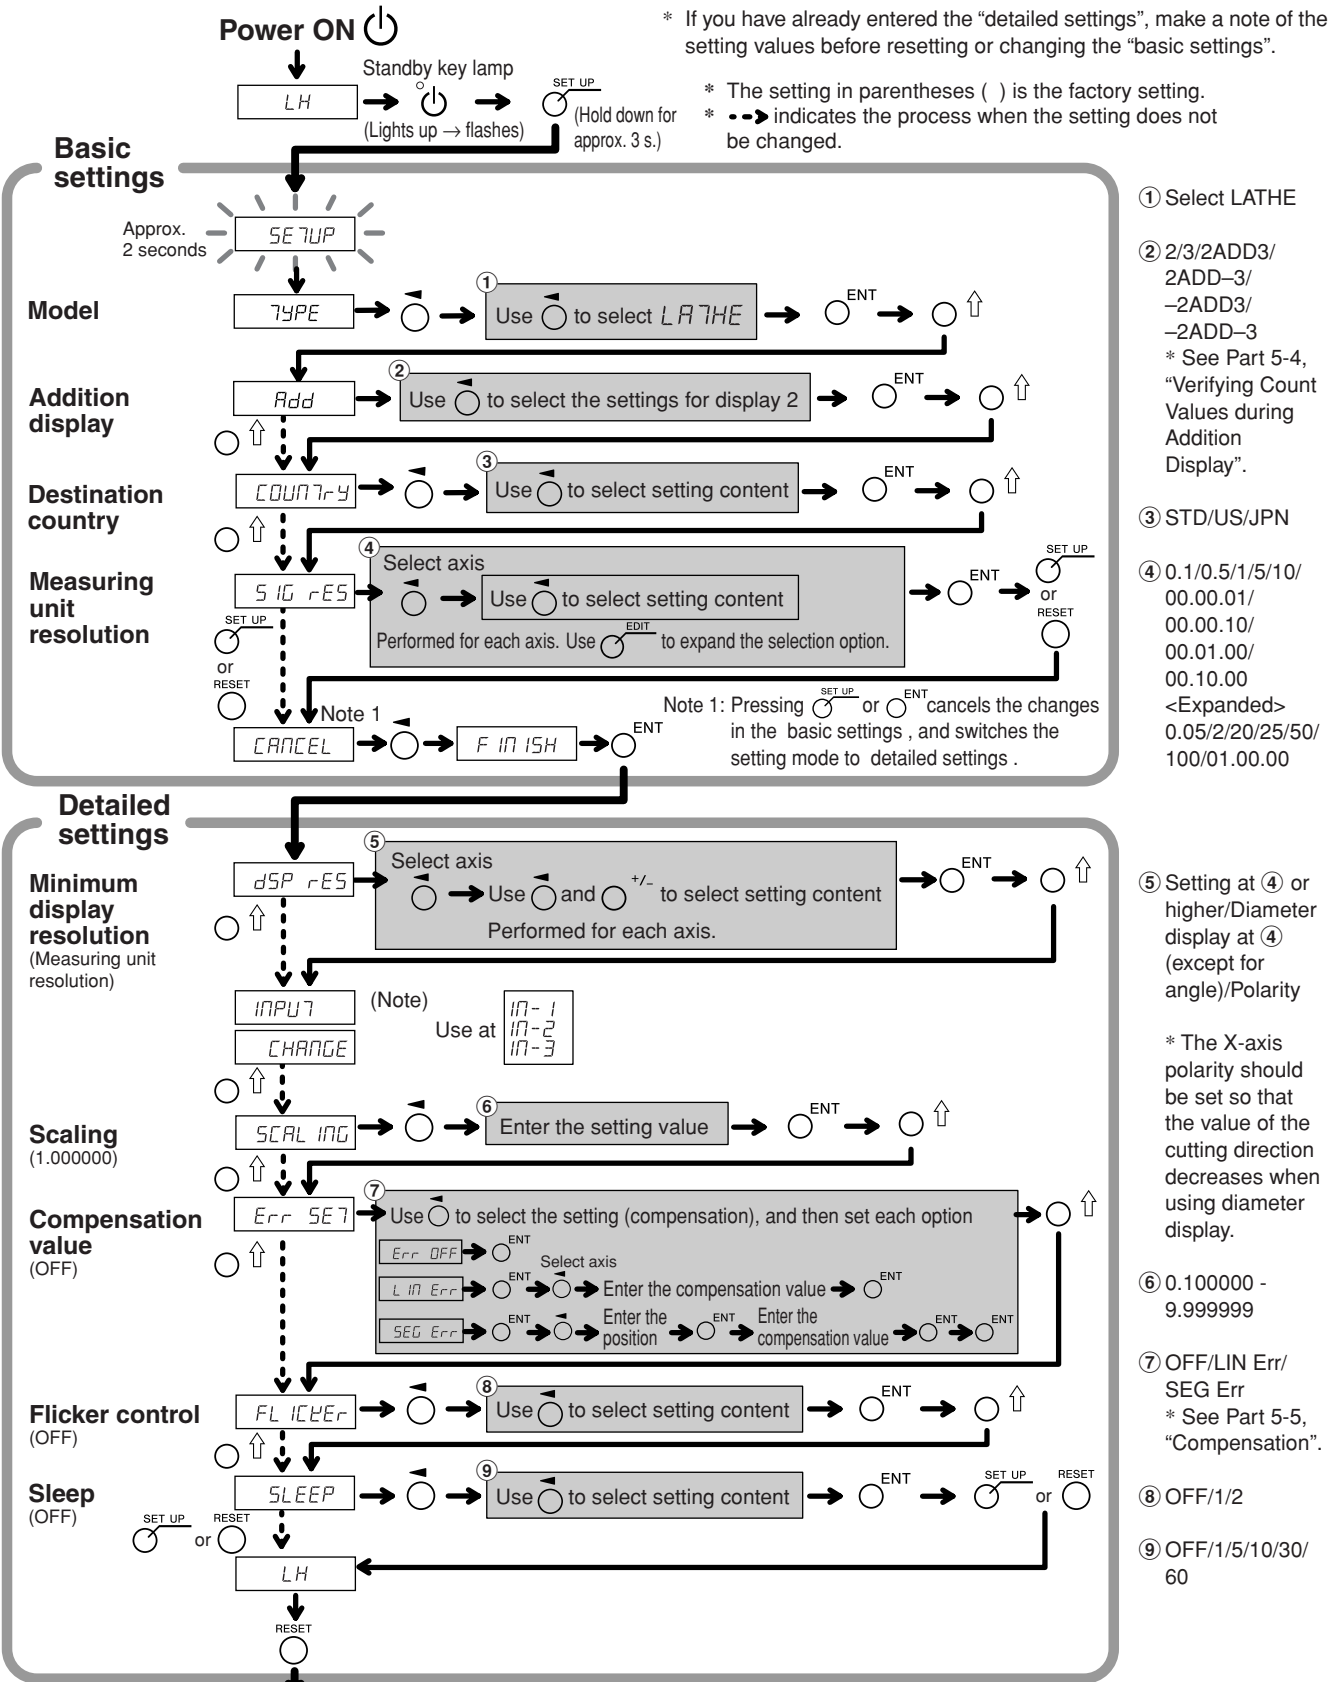 Power ON
* If you have already entered the “detailed settings”, make a note of the
setting values before resetting or changing the “basic settings”.
Standby key lamp
LH
SET UP
(Lights up → flashes)
(Hold down for
approx. 3 s.)
* The setting in parentheses ( ) is the factory setting.
* indicates the process when the setting does not
be changed.
Basic
settings
Approx.
2 seconds
SETUP
① Select LATHE
Model
TYPE
①
Use to select LATHE
ENT
② 2/3/2ADD3/
2ADD–3/
–2ADD3/
–2ADD–3
* See Part 5-4,
“Verifying Count
Values during
Addition
Display”.
Addition
display
Add
②
Use to select the settings for display 2
ENT
Destination
country
COUNTrY
③
Use to select setting content
ENT
③ STD/US/JPN
Measuring
unit
resolution
SIG rES
SET UP
or
RESET
④
Select axis
Use to select setting content
Performed for each axis. Use EDIT to expand the selection option.
ENT
SET UP
or
RESET
④ 0.1/0.5/1/5/10/
00.00.01/
00.00.10/
00.01.00/
00.10.00
<Expanded>
0.05/2/20/25/50/
100/01.00.00
Note 1
CANCEL
FINISH
ENT
Note 1: Pressing SET UP or ENT cancels the changes
in the basic settings , and switches the
setting mode to detailed settings .
Detailed
settings
Minimum
display
resolution
(Measuring unit
resolution)
dSP rES
⑤
Select axis
Use and +/- to select setting content
Performed for each axis.
ENT
⑤ Setting at ④ or
higher/Diameter
display at ④
(except for
angle)/Polarity
* The X-axis
polarity should
be set so that
the value of the
cutting direction
decreases when
using diameter
display.
INPUT
CHANGE
(Note)
Use at
IN-1
IN-2
IN-3
Scaling
(1.000000)
SCALING
⑥
Enter the setting value
ENT
⑥ 0.100000 -
9.999999
Compensation
value
(OFF)
Err SET
⑦
Use to select the setting (compensation), and then set each option
Err OFF
ENT
LIN Err
ENT
Select axis
Enter the compensation value
ENT
SEG Err
ENT
Enter the
position
ENT
Enter the
compensation value
ENT
ENT
⑦ OFF/LIN Err/
SEG Err
* See Part 5-5,
“Compensation”.
Flicker control
(OFF)
FLICkEr
⑧
Use to select setting content
ENT
⑧ OFF/1/2
Sleep
(OFF)
SLEEP
⑨
Use to select setting content
ENT
SET UP
or
RESET
⑨ OFF/1/5/10/30/
60
SET UP
or
RESET
LH
RESET